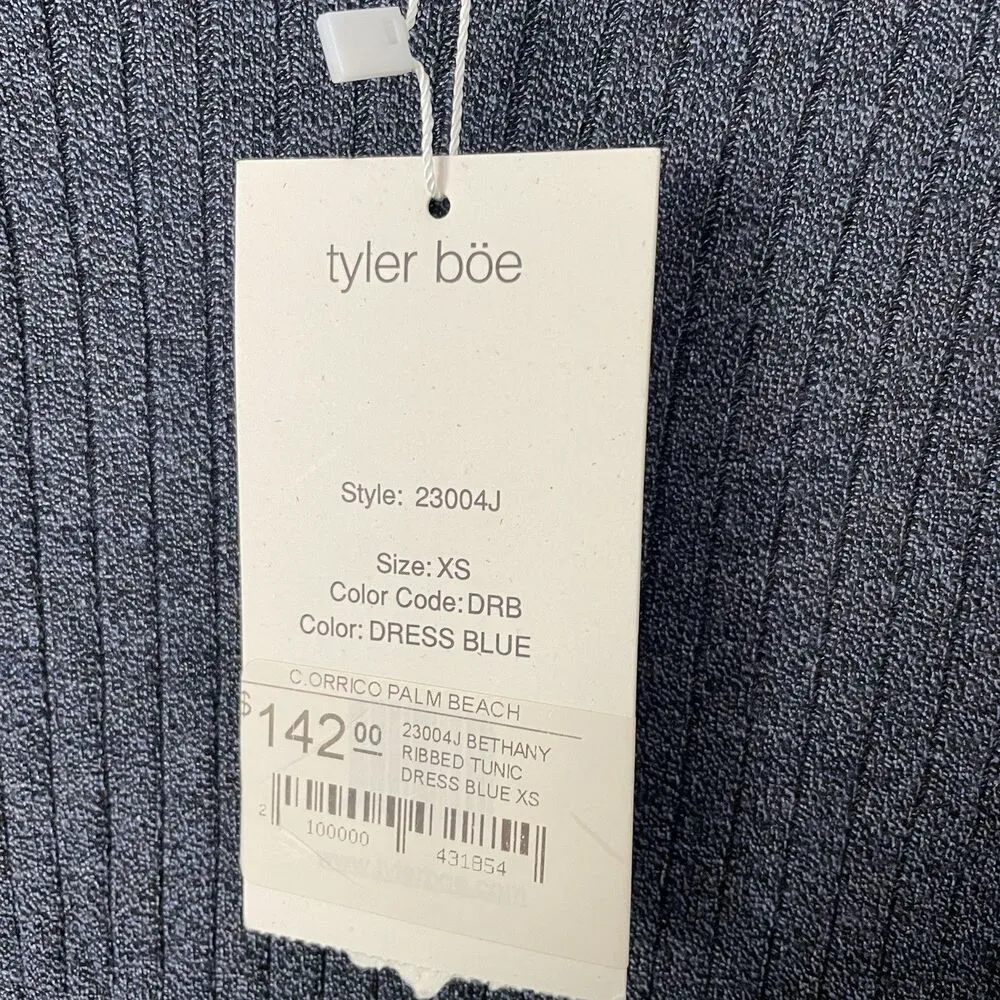 tyler böe
Style: 23004J
Size: XS
Color Code: DRB
Color: DRESS BLUE
C.ORRICO PALM BEACH
$142.00
23004J BETHANY
RIBBED TUNIC
DRESS BLUE XS
2 100000 431854